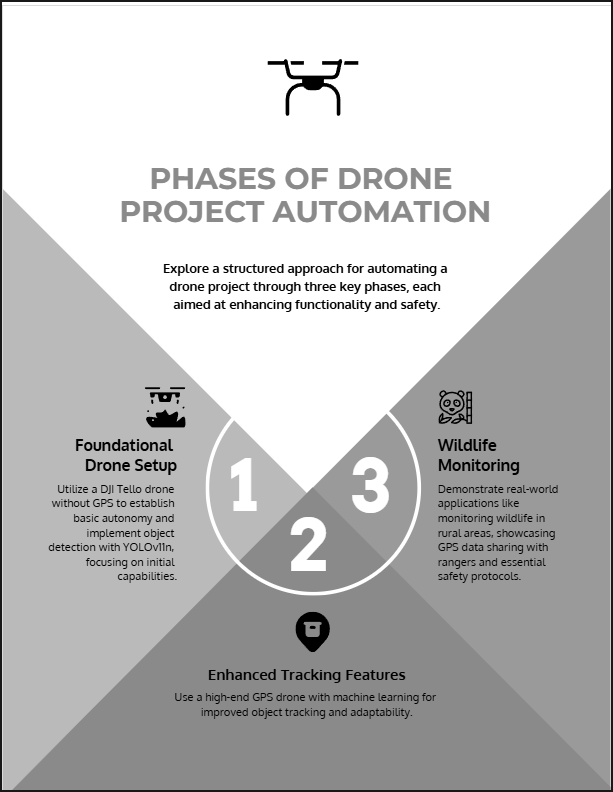 PHASES OF DRONE
PROJECT AUTOMATION
Explore a structured approach for automating a
drone project through three key phases, each
aimed at enhancing functionality and safety.
1
Foundational
Drone Setup
Utilize a DJI Tello drone
without GPS to establish
basic autonomy and
implement object
detection with YOLOv11n,
focusing on initial
capabilities.
2
Enhanced Tracking Features
Use a high-end GPS drone with machine learning for
improved object tracking and adaptability.
3
Wildlife
Monitoring
Demonstrate real-world
applications like
monitoring wildlife in
rural areas, showcasing
GPS data sharing with
rangers and essential
safety protocols.